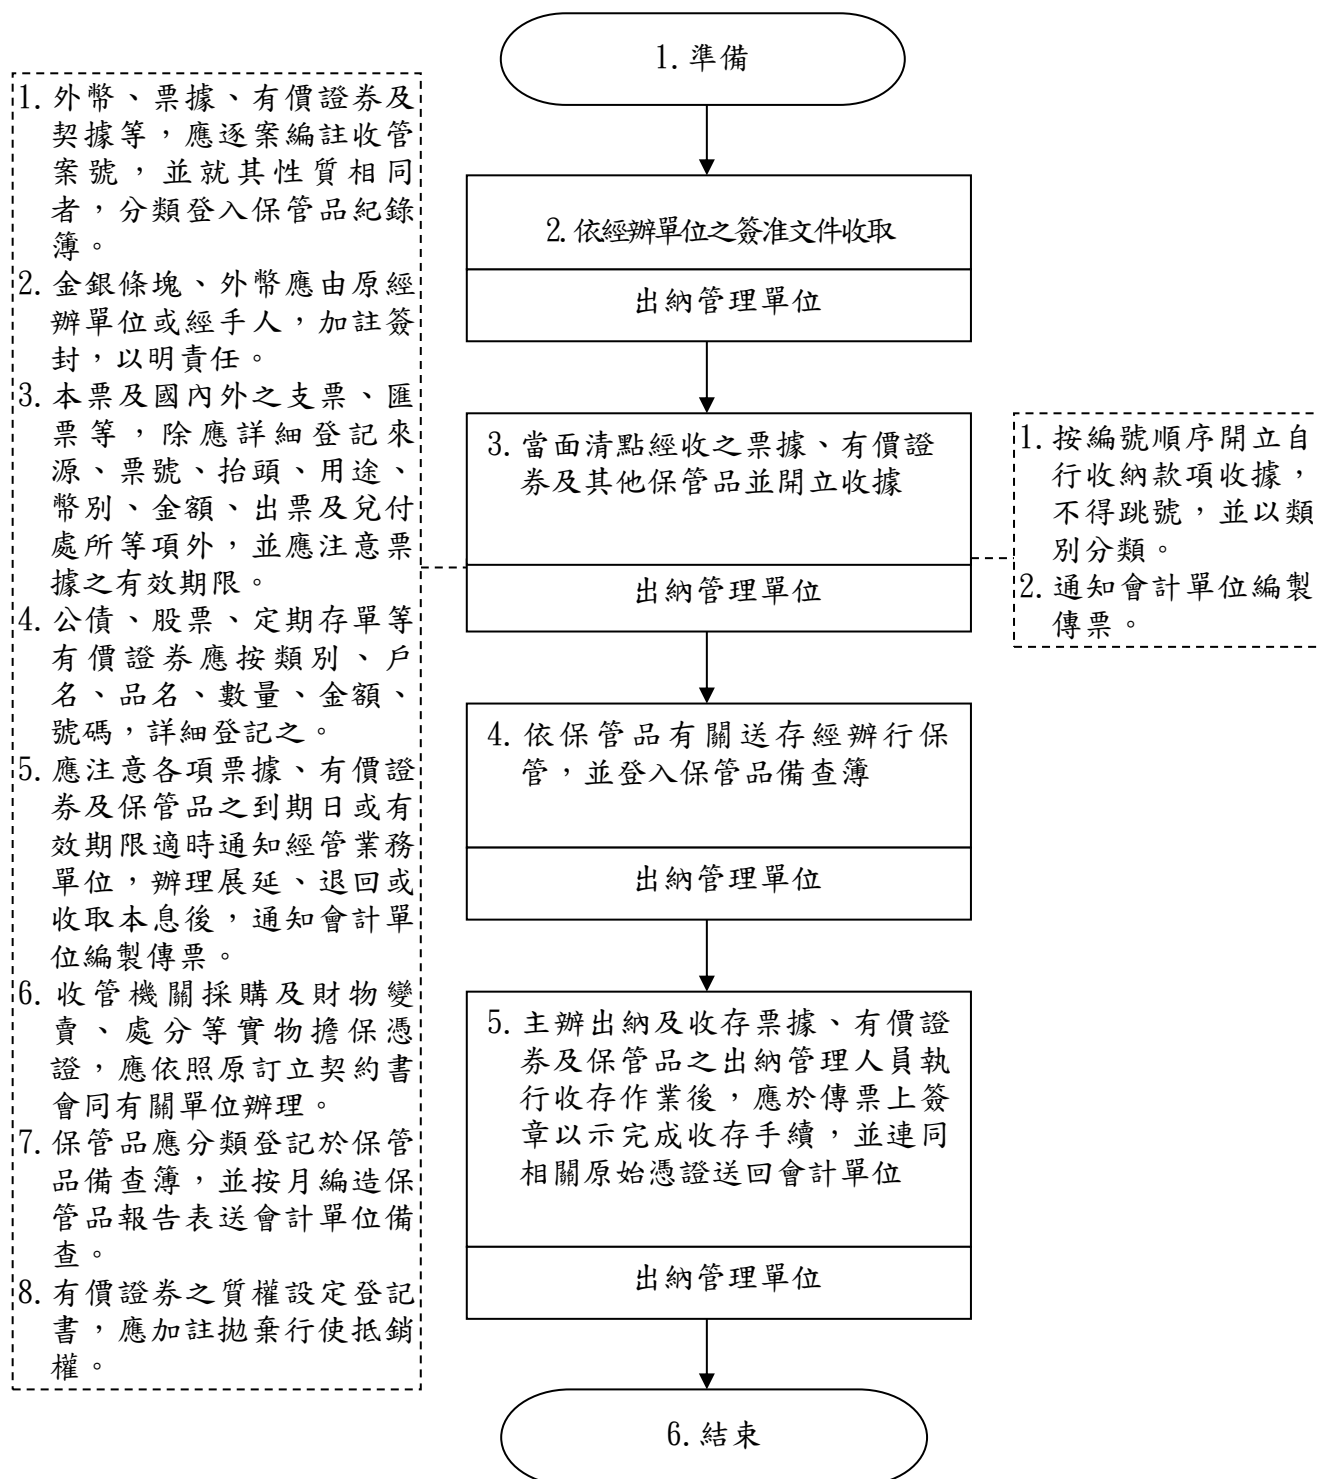 1.準備
1.外幣、票據、有價證券及
契據等，應逐案編註收管
案號，並就其性質相同
者，分類登入保管品紀錄
簿。
2.金銀條塊、外幣應由原經
辦單位或經手人，加註簽
封，以明責任。
3.本票及國內外之支票、匯
票等，除應詳細登記來
源、票號、抬頭、用途、
幣別、金額、出票及兌付
處所等項外，並應注意票
據之有效期限。
4.公債、股票、定期存單等
有價證券應按類別、戶
名、品名、數量、金額、
號碼，詳細登記之。
5.應注意各項票據、有價證
券及保管品之到期日或有
效期限適時通知經管業務
單位，辦理展延、退回或
收取本息後，通知會計單
位編製傳票。
6.收管機關採購及財物變
賣、處分等實物擔保憑
證，應依照原訂立契約書
會同有關單位辦理。
7.保管品應分類登記於保管
品備查簿，並按月編造保
管品報告表送會計單位備
查。
8.有價證券之質權設定登記
書，應加註拋棄行使抵銷
權。
2.依經辦單位之簽准文件收取
出納管理單位
3.當面清點經收之票據、有價證
券及其他保管品並開立收據
出納管理單位
1.按編號順序開立自
行收納款項收據，
不得跳號，並以類
別分類。
2.通知會計單位編製
傳票。
4.依保管品有關送存經辦行保
管，並登入保管品備查簿
出納管理單位
5.主辦出納及收存票據、有價證
券及保管品之出納管理人員執
行收存作業後，應於傳票上簽
章以示完成收存手續，並連同
相關原始憑證送回會計單位
出納管理單位
6.結束